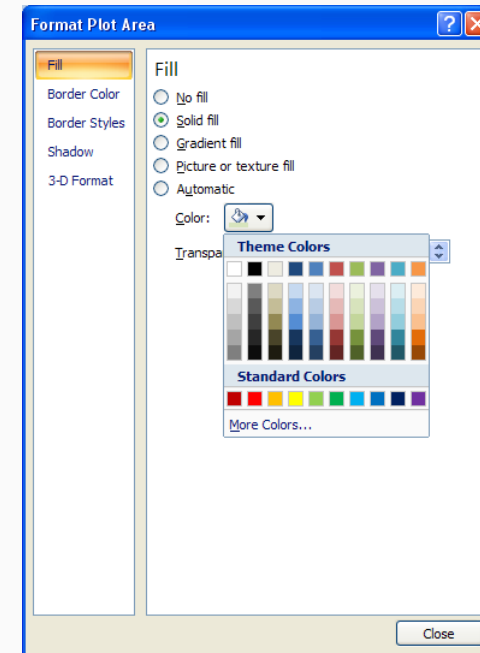 Format Plot Area
?
Fill
Border Color
Border Styles
Shadow
3-D Format
Fill
No fill
Solid fill
Gradient fill
Picture or texture fill
Automatic
Color:
Transpa
Theme Colors
Standard Colors
More Colors...
Close